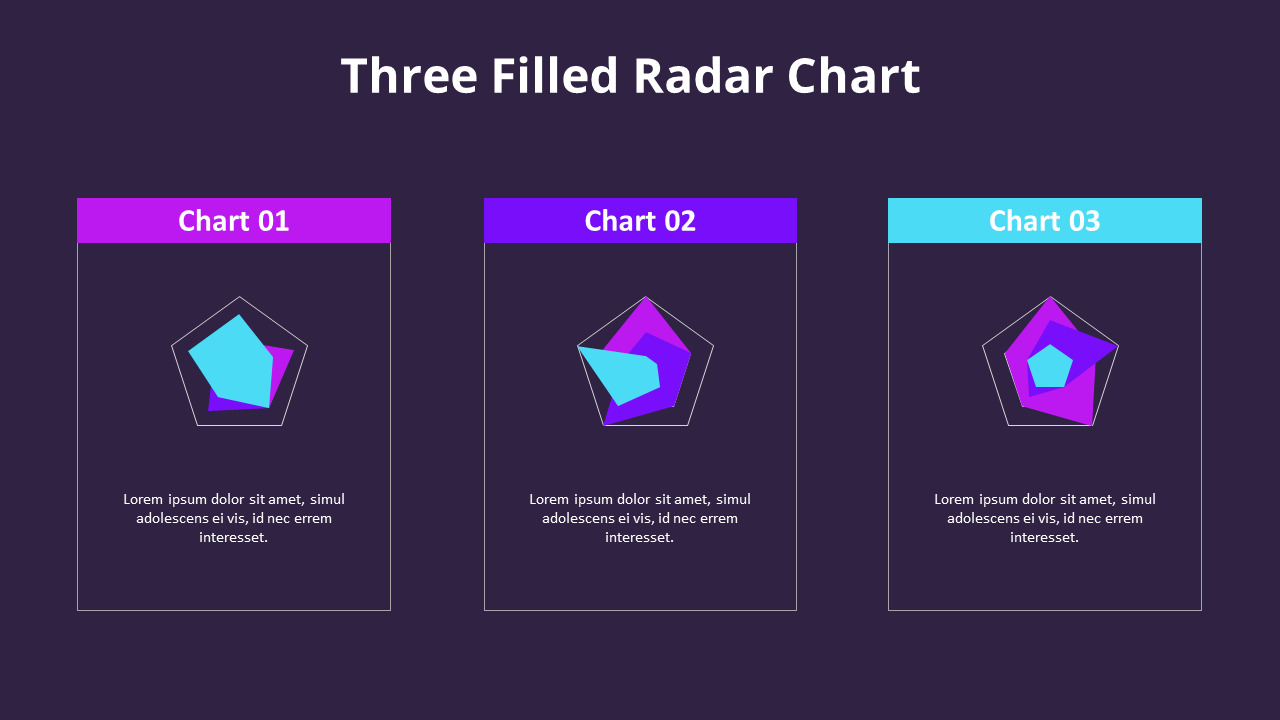 Three Filled Radar Chart
Chart 01
Lorem ipsum dolor sit amet, simul
adolescens ei vis, id nec errem
interesset.
Chart 02
Lorem ipsum dolor sit amet, simul
adolescens ei vis, id nec errem
interesset.
Chart 03
Lorem ipsum dolor sit amet, simul
adolescens ei vis, id nec errem
interesset.